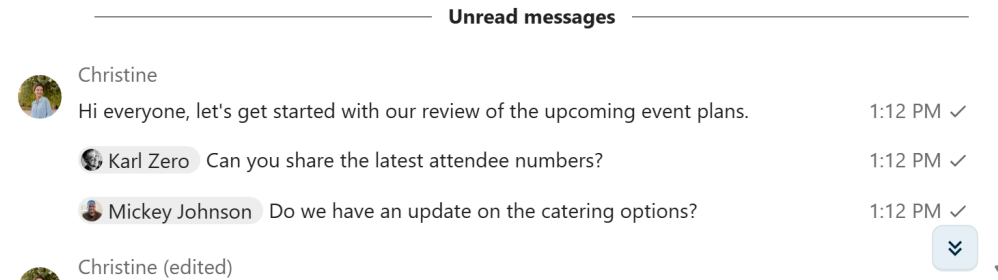 Unread messages
Christine
Hi everyone, let's get started with our review of the upcoming event plans. 1:12 PM
Karl Zero Can you share the latest attendee numbers? 1:12 PM
Mickey Johnson Do we have an update on the catering options? 1:12 PM
Christine (edited)